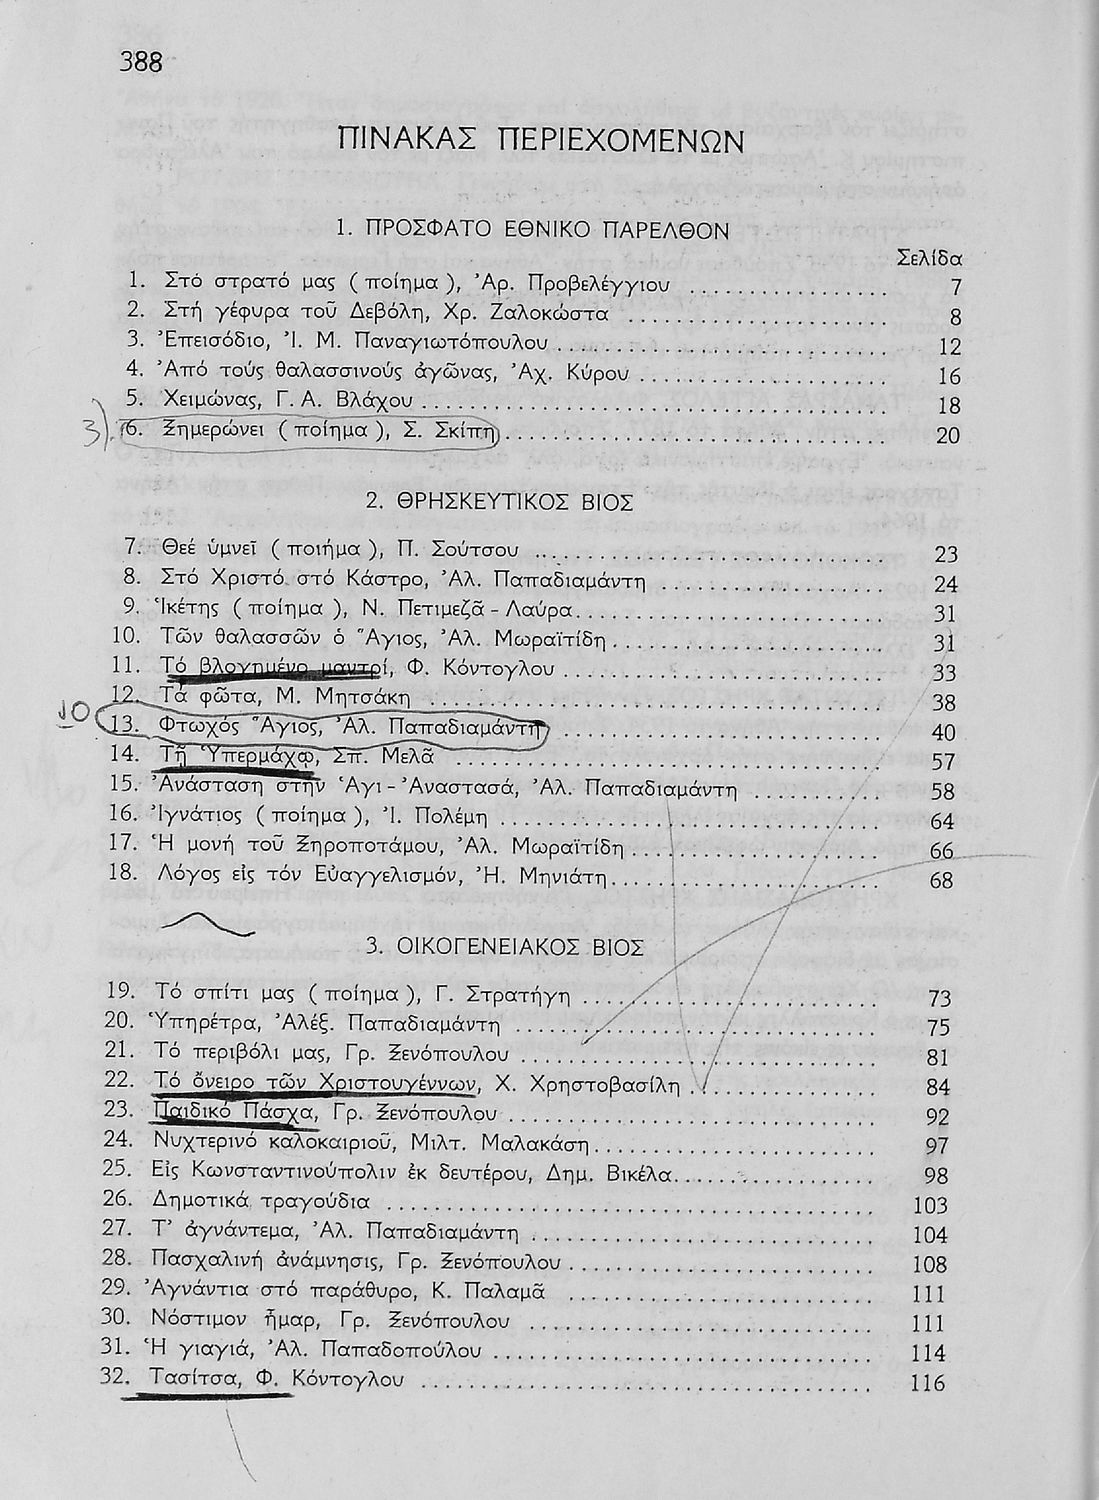 388
ΠΙΝΑΚΑΣ ΠΕΡΙΕΧΟΜΕΝΩΝ
1. ΠΡΟΣΦΑΤΟ ΕΘΝΙΚΟ ΠΑΡΕΛΘΟΝ
Σελίδα
1. Στό στρατό μας ( ποίημα ), Ἀρ. Προβελέγγιου ................ 7
2. Στή γέφυρα τοῦ Δεβόλη, Χρ. Ζαλοκώστα .................... 8
3. Ἐπεισόδιο, Ἰ. Μ. Παναγιωτόπουλου ......................... 12
4. Ἀπό τούς θαλασσινούς ἀγῶνας, Ἀχ. Κύρου ................... 16
5. Χειμώνας, Γ. Α. Βλάχου .................................... 18
3). 6. Ξημερώνει ( ποίημα ), Σ. Σκίπη ............................. 20
2. ΘΡΗΣΚΕΥΤΙΚΟΣ ΒΙΟΣ
7. Θεέ ὑμνεῖ ( ποιήμα ), Π. Σούτσου ........................... 23
8. Στό Χριστό στό Κάστρο, Ἀλ. Παπαδιαμάντη .................. 24
9. Ἱκέτης ( ποίημα ), Ν. Πετιμεζᾶ - Λαύρα ....................... 31
10. Τῶν θαλασσῶν ὁ Ἅγιος, Ἀλ. Μωραϊτίδη ..................... 31
11. Τό βλογημένο μαντρί, Φ. Κόντογλου ......................... 33
12. Τά φῶτα, Μ. Μητσάκη ...................................... 38
10 13. Φτωχός Ἅγιος, Ἀλ. Παπαδιαμάντη .......................... 40
14. Τῇ Ὑπερμάχῳ, Σπ. Μελᾶ ................................... 57
15. Ἀνάσταση στήν Ἁγι - Ἀναστασά, Ἀλ. Παπαδιαμάντη ........... 58
16. Ἰγνάτιος ( ποίημα ), Ἰ. Πολέμη .............................. 64
17. Ἡ μονή τοῦ Ξηροποτάμου, Ἀλ. Μωραϊτίδη ................... 66
18. Λόγος εἰς τόν Εὐαγγελισμόν, Ἠ. Μηνιάτη ..................... 68
3. ΟΙΚΟΓΕΝΕΙΑΚΟΣ ΒΙΟΣ
19. Τό σπίτι μας ( ποίημα ), Γ. Στρατήγη ........................ 73
20. Ὑπηρέτρα, Ἀλέξ. Παπαδιαμάντη ............................. 75
21. Τό περιβόλι μας, Γρ. Ξενόπουλου ............................ 81
22. Τό ὄνειρο τῶν Χριστουγέννων, Χ. Χρηστοβασίλη ............... 84
23. Παιδικό Πάσχα, Γρ. Ξενόπουλου ............................. 92
24. Νυχτερινό καλοκαιριοῦ, Μιλτ. Μαλακάση ...................... 97
25. Εἰς Κωνσταντινούπολιν ἐκ δευτέρου, Δημ. Βικέλα ............... 98
26. Δημοτικά τραγούδια ........................................ 103
27. Τ’ ἀγνάντεμα, Ἀλ. Παπαδιαμάντη ............................ 104
28. Πασχαλινή ἀνάμνησις, Γρ. Ξενόπουλου ....................... 108
29. Ἀγνάντια στό παράθυρο, Κ. Παλαμᾶ ......................... 111
30. Νόστιμον ἦμαρ, Γρ. Ξενόπουλου ............................ 111
31. Ἡ γιαγιά, Ἀλ. Παπαδοπούλου ............................... 114
32. Τασίτσα, Φ. Κόντογλου ..................................... 116